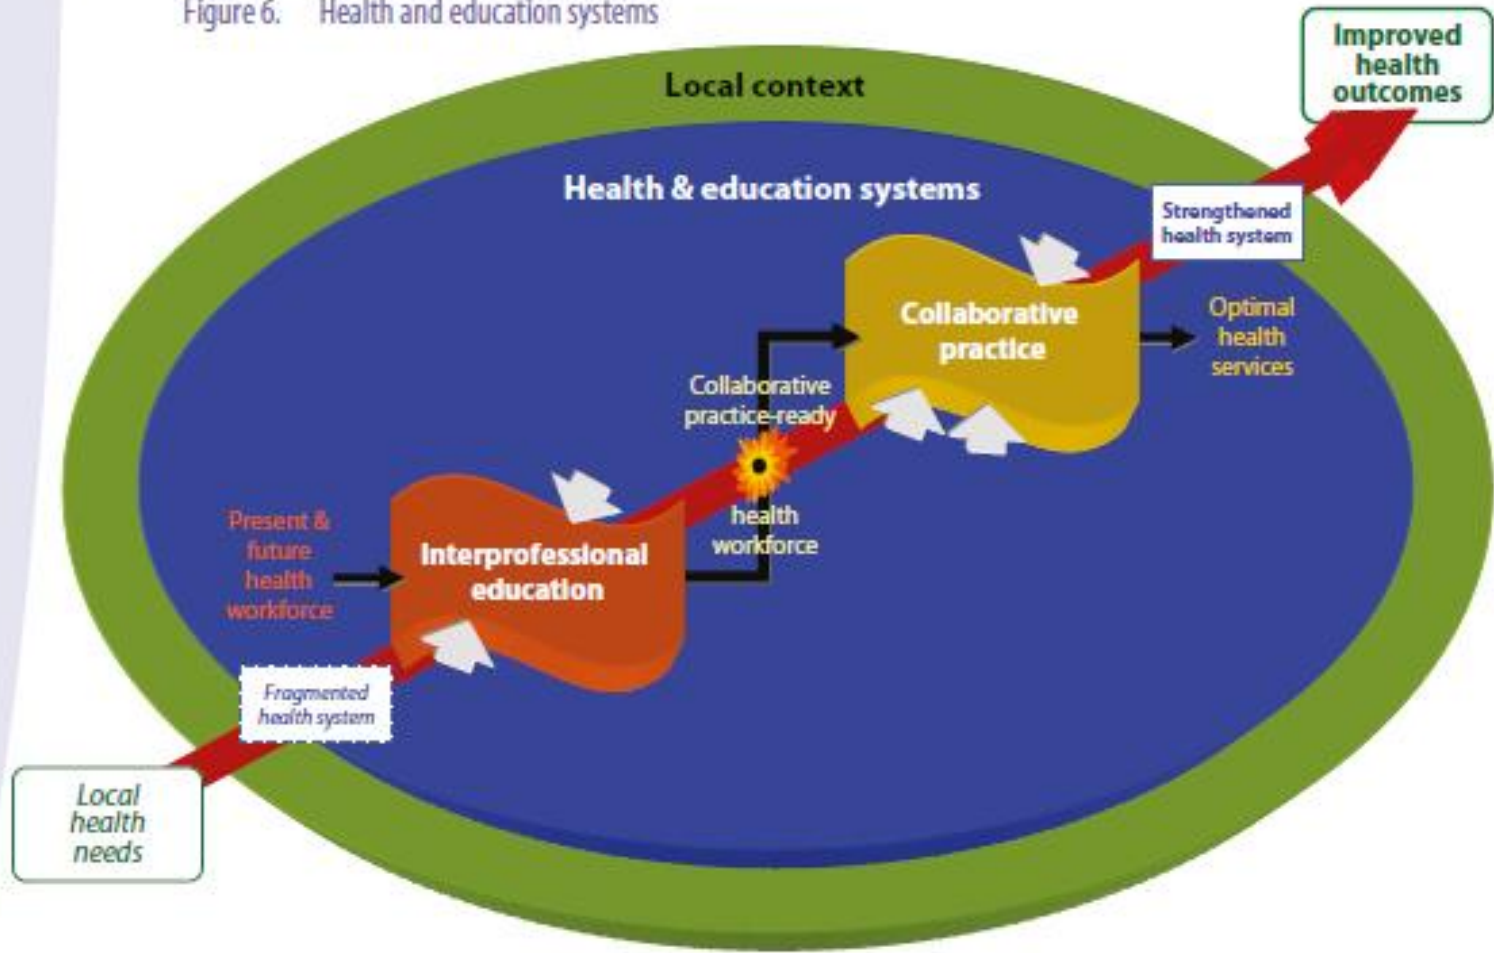 Figure 6. Health and education systems
Improved
health
outcomes
Local context
Health & education systems
Strengthened
health system
Collaborative
practice
Optimal
health
services
Collaborative
practice-ready
health
workforce
Present &
future
health
workforce
Interprofessional
education
Fragmented
health system
Local
health
needs